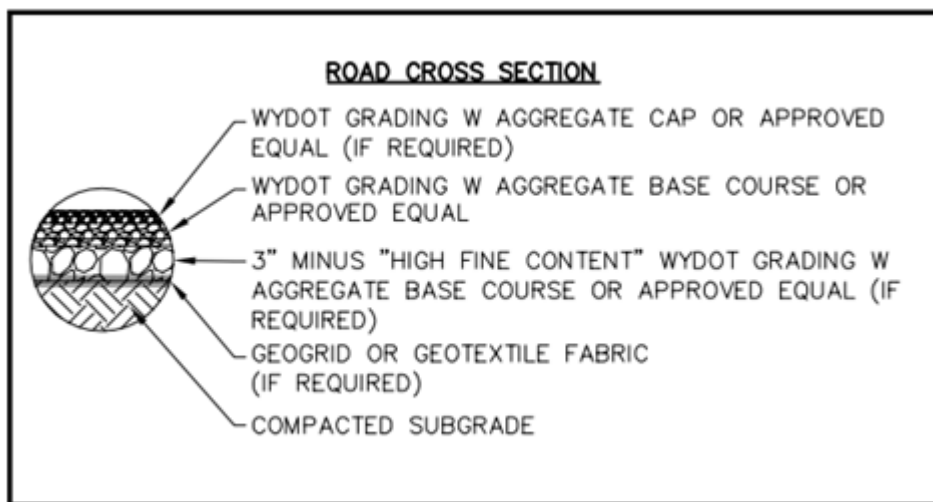 ROAD CROSS SECTION
WYDOT GRADING W AGGREGATE CAP OR APPROVED
EQUAL (IF REQUIRED)
WYDOT GRADING W AGGREGATE BASE COURSE OR
APPROVED EQUAL
3" MINUS "HIGH FINE CONTENT" WYDOT GRADING W
AGGREGATE BASE COURSE OR APPROVED EQUAL (IF
REQUIRED)
GEOGRID OR GEOTEXTILE FABRIC
(IF REQUIRED)
COMPACTED SUBGRADE